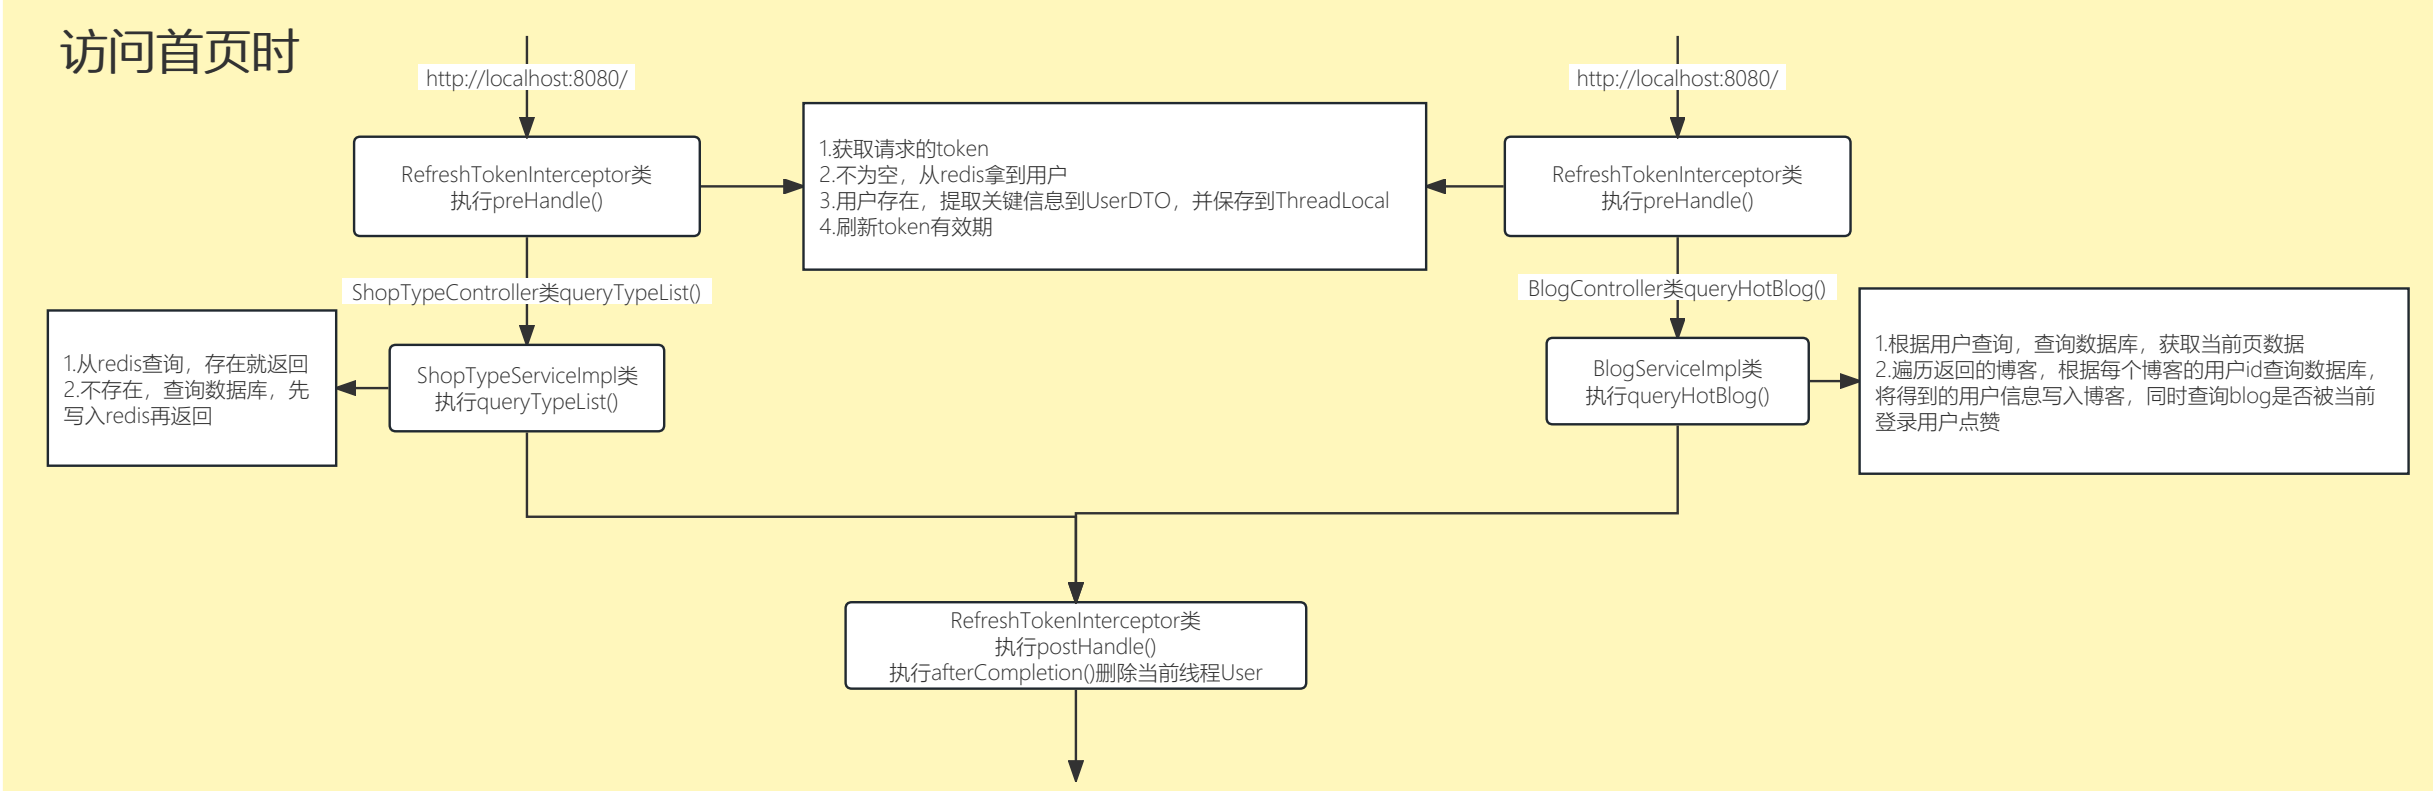 访问首页时
http://localhost:8080/
http://localhost:8080/
RefreshTokenInterceptor类
执行preHandle()
1.获取请求的token
2.不为空，从redis拿到用户
3.用户存在，提取关键信息到UserDTO，并保存到ThreadLocal
4.刷新token有效期
RefreshTokenInterceptor类
执行preHandle()
ShopTypeController类queryTypeList()
BlogController类queryHotBlog()
1.从redis查询，存在就返回
2.不存在，查询数据库，先
写入redis再返回
ShopTypeServiceImpl类
执行queryTypeList()
BlogServiceImpl类
执行queryHotBlog()
1.根据用户查询，查询数据库，获取当前页数据
2.遍历返回的博客，根据每个博客的用户id查询数据库，
将得到的用户信息写入博客，同时查询blog是否被当前
登录用户点赞
RefreshTokenInterceptor类
执行postHandle()
执行afterCompletion()删除当前线程User